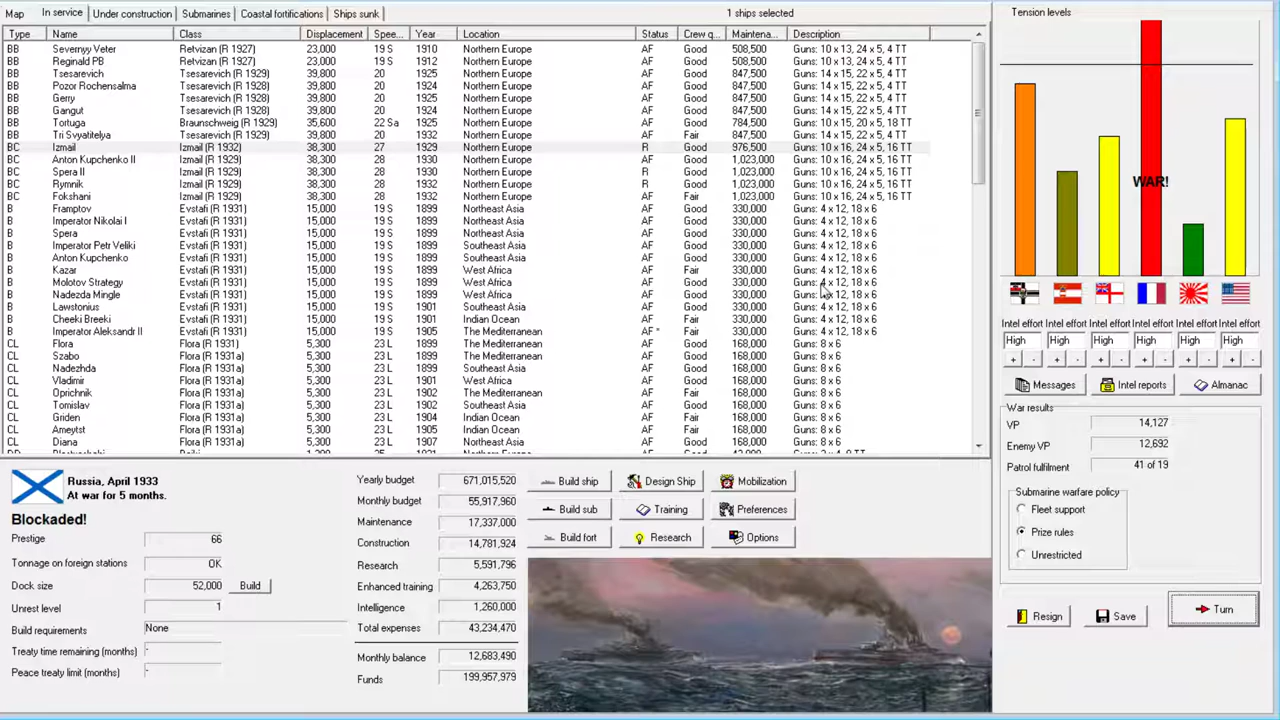 Map In service Under construction Submarines Coastal fortifications Ships sunk 1 ships selected Tension levels
Type Name Class Displacement Spee... Year Location Status Crew q... Maintena... Description
BB Severnyy Veter Retvizan (R 1927) 23,000 19 S 1910 Northern Europe AF Good 508,500 Guns: 10 x 13, 24 x 5, 4 TT
BB Reginald PB Retvizan (R 1927) 23,000 19 S 1912 Northern Europe AF Good 508,500 Guns: 10 x 13, 24 x 5, 4 TT
BB Tsesarevich Tsesarevich (R 1929) 39,800 20 1925 Northern Europe AF Good 847,500 Guns: 14 x 15, 22 x 5, 4 TT
BB Pozor Rochensalma Tsesarevich (R 1928) 39,800 20 1924 Northern Europe AF Good 847,500 Guns: 14 x 15, 22 x 5, 4 TT
BB Gerry Tsesarevich (R 1928) 39,800 20 1925 Northern Europe AF Good 847,500 Guns: 14 x 15, 22 x 5, 4 TT
BB Gangut Tsesarevich (R 1928) 39,800 20 1924 Northern Europe AF Good 847,500 Guns: 14 x 15, 22 x 5, 4 TT
BB Tortuga Braunschweig (R 1929) 35,600 22 Sa 1925 Northern Europe AF Good 784,500 Guns: 10 x 15, 20 x 5, 18 TT
BB Tri Svyatitelya Tsesarevich (R 1929) 39,800 20 1932 Northern Europe AF Fair 847,500 Guns: 14 x 15, 22 x 5, 4 TT
BC Izmail Izmail (R 1932) 38,300 27 1929 Northern Europe R Good 976,500 Guns: 10 x 16, 24 x 5, 16 TT
BC Anton Kupchenko II Izmail (R 1929) 38,300 28 1930 Northern Europe AF Good 1,023,000 Guns: 10 x 16, 24 x 5, 16 TT
BC Spera II Izmail (R 1929) 38,300 28 1929 Northern Europe R Good 1,023,000 Guns: 10 x 16, 24 x 5, 16 TT
BC Rymnik Izmail (R 1929) 38,300 28 1932 Northern Europe R Good 1,023,000 Guns: 10 x 16, 24 x 5, 16 TT
BC Fokshani Izmail (R 1929) 38,300 28 1932 Northern Europe AF Fair 1,023,000 Guns: 10 x 16, 24 x 5, 16 TT
B Framptov Evstafi (R 1931) 15,000 19 S 1899 Northeast Asia AF Good 330,000 Guns: 4 x 12, 18 x 6
B Imperator Nikolai I Evstafi (R 1931) 15,000 19 S 1899 Northeast Asia AF Good 330,000 Guns: 4 x 12, 18 x 6
B Spera Evstafi (R 1931) 15,000 19 S 1899 Northeast Asia AF Good 330,000 Guns: 4 x 12, 18 x 6
B Imperator Petr Veliki Evstafi (R 1931) 15,000 19 S 1899 Southeast Asia AF Good 330,000 Guns: 4 x 12, 18 x 6
B Anton Kupchenko Evstafi (R 1931) 15,000 19 S 1899 Southeast Asia AF Good 330,000 Guns: 4 x 12, 18 x 6
B Kazar Evstafi (R 1931) 15,000 19 S 1899 West Africa AF Fair 330,000 Guns: 4 x 12, 18 x 6
B Molotov Strategy Evstafi (R 1931) 15,000 19 S 1899 West Africa AF Good 330,000 Guns: 4 x 12, 18 x 6
B Nadezda Mingle Evstafi (R 1931) 15,000 19 S 1899 West Africa AF Good 330,000 Guns: 4 x 12, 18 x 6
B Lawstonius Evstafi (R 1931) 15,000 19 S 1901 Southeast Asia AF Good 330,000 Guns: 4 x 12, 18 x 6
B Cheeki Breeki Evstafi (R 1931) 15,000 19 S 1901 Indian Ocean AF Fair 330,000 Guns: 4 x 12, 18 x 6
B Imperator Aleksandr II Evstafi (R 1931) 15,000 19 S 1905 The Mediterranean AF * Fair 330,000 Guns: 4 x 12, 18 x 6
CL Flora Flora (R 1931) 5,300 23 L 1899 The Mediterranean AF Good 168,000 Guns: 8 x 6
CL Szabo Flora (R 1931a) 5,300 23 L 1899 The Mediterranean AF Fair 168,000 Guns: 8 x 6
CL Nadezhda Flora (R 1931a) 5,300 23 L 1899 Southeast Asia AF Good 168,000 Guns: 8 x 6
CL Vladimir Flora (R 1931a) 5,300 23 L 1901 West Africa AF Good 168,000 Guns: 8 x 6
CL Oprichnik Flora (R 1931a) 5,300 23 L 1902 The Mediterranean AF Fair 168,000 Guns: 8 x 6
CL Tomislav Flora (R 1931a) 5,300 23 L 1902 Southeast Asia AF Good 168,000 Guns: 8 x 6
CL Griden Flora (R 1931a) 5,300 23 L 1904 Indian Ocean AF Fair 168,000 Guns: 8 x 6
CL Ameytst Flora (R 1931a) 5,300 23 L 1905 Indian Ocean AF Fair 168,000 Guns: 8 x 6
CL Diana Flora (R 1931a) 5,300 23 L 1907 Northeast Asia AF Good 168,000 Guns: 8 x 6
WAR!
Intel effort Intel effort Intel effort Intel effort Intel effort Intel effort
High High High High High High
+ - + - + - + - + - + -
Messages Intel reports Almanac
War results
VP 14,127
Enemy VP 12,692
Patrol fulfilment 41 of 19
Submarine warfare policy
Fleet support
Prize rules
Unrestricted
Resign Save Turn
Russia, April 1933
At war for 5 months.
Blockaded!
Prestige 66
Tonnage on foreign stations OK
Dock size 52,000 Build
Unrest level 1
Build requirements None
Treaty time remaining (months) -
Peace treaty limit (months) -
Yearly budget 671,015,520
Monthly budget 55,917,960
Maintenance 17,337,000
Construction 14,781,924
Research 5,591,796
Enhanced training 4,263,750
Intelligence 1,260,000
Total expenses 43,234,470
Monthly balance 12,683,490
Funds 199,957,979
Build ship Design Ship Mobilization
Build sub Training Preferences
Build fort Research Options